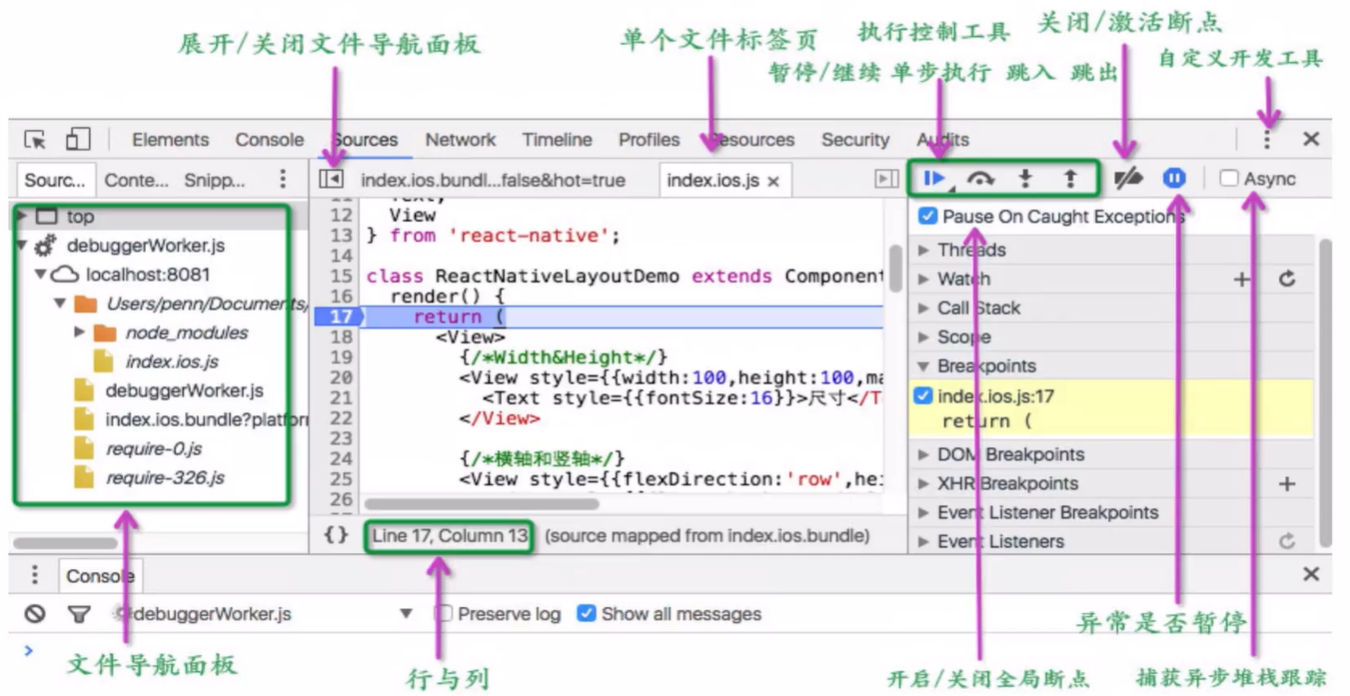 展开/关闭文件导航面板
单个文件标签页
执行控制工具
关闭/激活断点
暂停/继续 单步执行 跳入 跳出
自定义开发工具
Elements Console Sources Network Timeline Profiles Resources Security Audits
Sourc... Conte... Snipp...
index.ios.bundl...false&hot=true
index.ios.js ×
Async
top
debuggerWorker.js
localhost:8081
Users/penn/Documents/
node_modules
index.ios.js
debuggerWorker.js
index.ios.bundle?platfor
require-0.js
require-326.js
11 Text,
12 View
13 } from 'react-native';
14
15 class ReactNativeLayoutDemo extends Component
16 render() {
17 return (
18 <View>
19 {/*Width&Height*/}
20 <View style={{width:100,height:100,ma
21 <Text style={{fontSize:16}}>尺寸</T
22 </View>
23
24 {/*横轴和竖轴*/}
25 <View style={{flexDirection:'row',hei
26
{} Line 17, Column 13 (source mapped from index.ios.bundle)
Pause On Caught Exceptions
Threads
Watch
Call Stack
Scope
Breakpoints
index.ios.js:17
return (
DOM Breakpoints
XHR Breakpoints
Event Listener Breakpoints
Event Listeners
Console
debuggerWorker.js Preserve log Show all messages
>
文件导航面板
行与列
异常是否暂停
开启/关闭全局断点
捕获异步堆栈跟踪